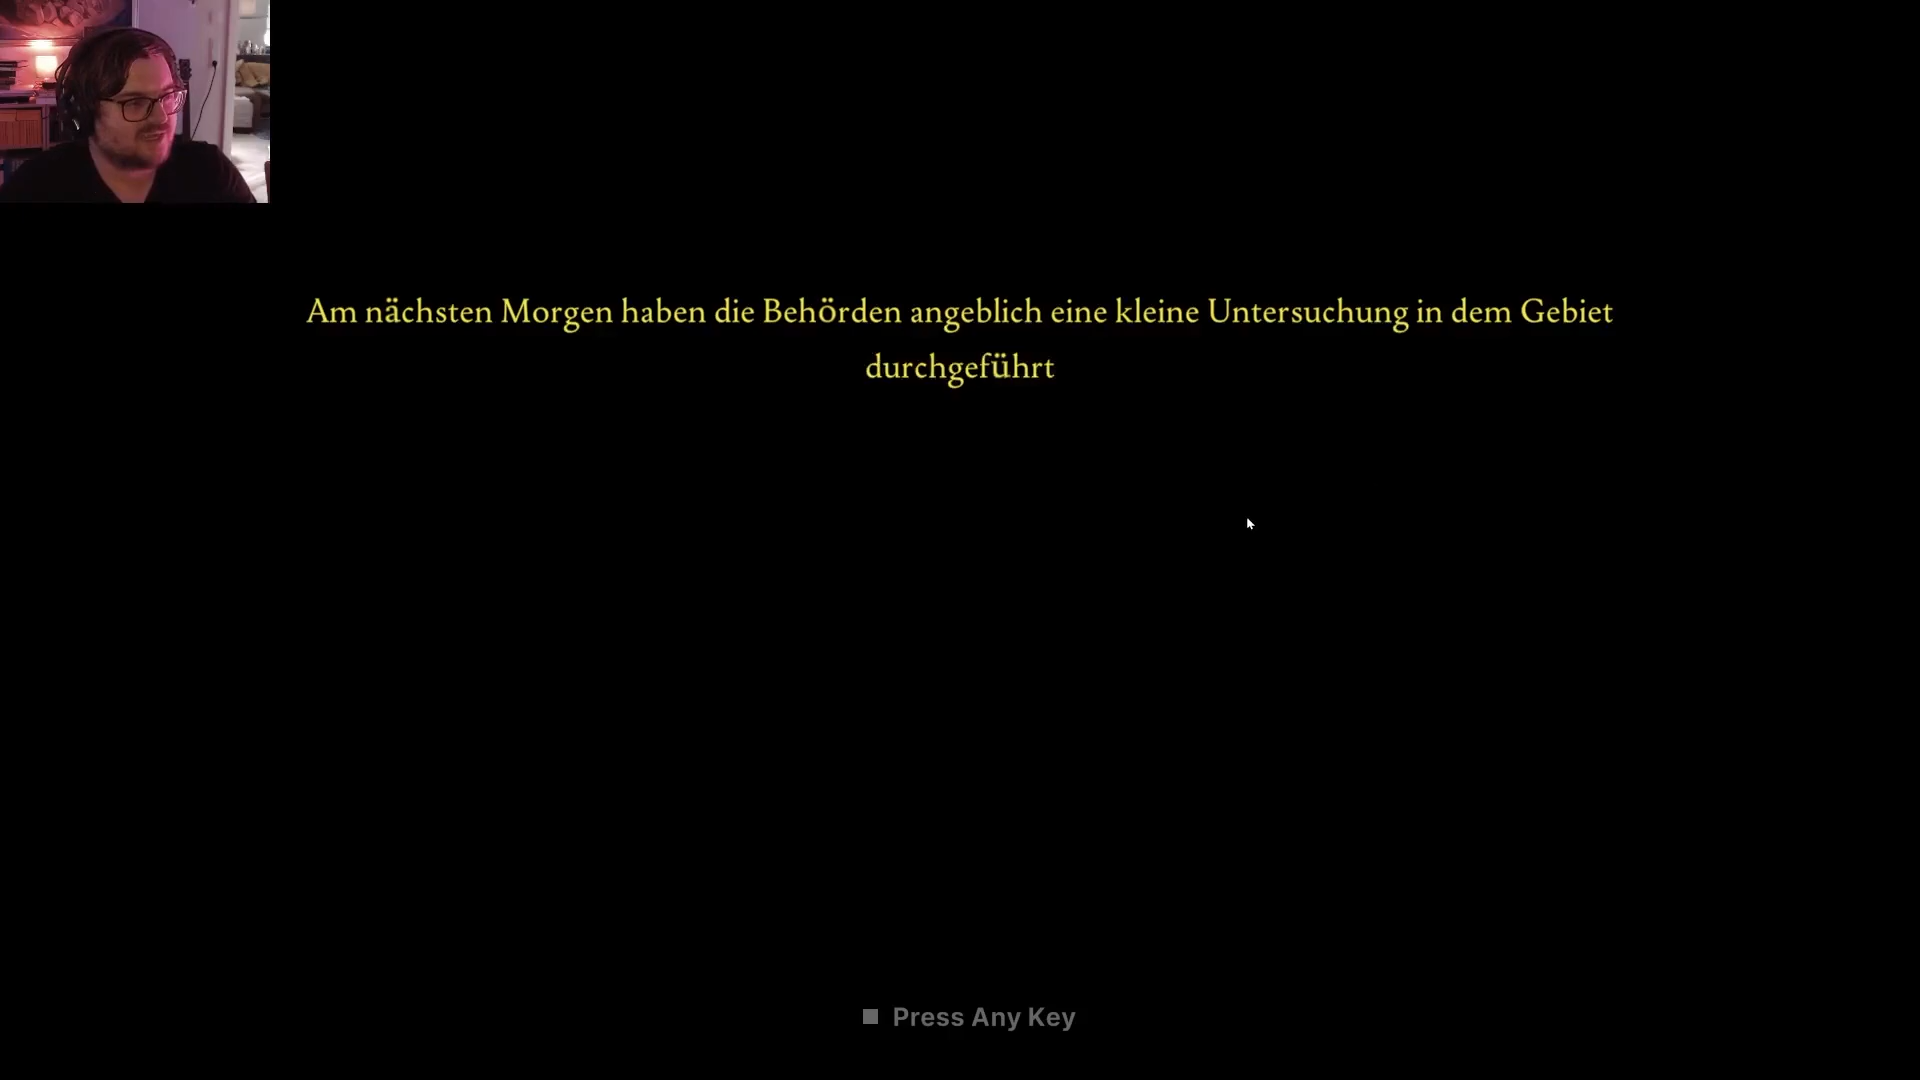 Am nächsten Morgen haben die Behörden angeblich eine kleine Untersuchung in dem Gebiet
durchgeführt
Press Any Key